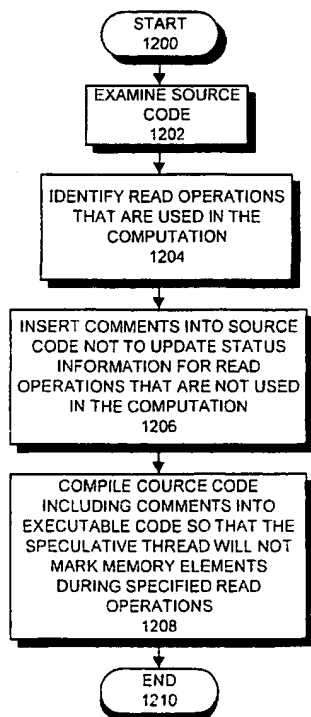 START
1200
EXAMINE SOURCE
CODE
1202
IDENTIFY READ OPERATIONS
THAT ARE USED IN THE
COMPUTATION
1204
INSERT COMMENTS INTO SOURCE
CODE NOT TO UPDATE STATUS
INFORMATION FOR READ
OPERATIONS THAT ARE NOT USED
IN THE COMPUTATION
1206
COMPILE COURCE CODE
INCLUDING COMMENTS INTO
EXECUTABLE CODE SO THAT THE
SPECULATIVE THREAD WILL NOT
MARK MEMORY ELEMENTS
DURING SPECIFIED READ
OPERATIONS
1208
END
1210